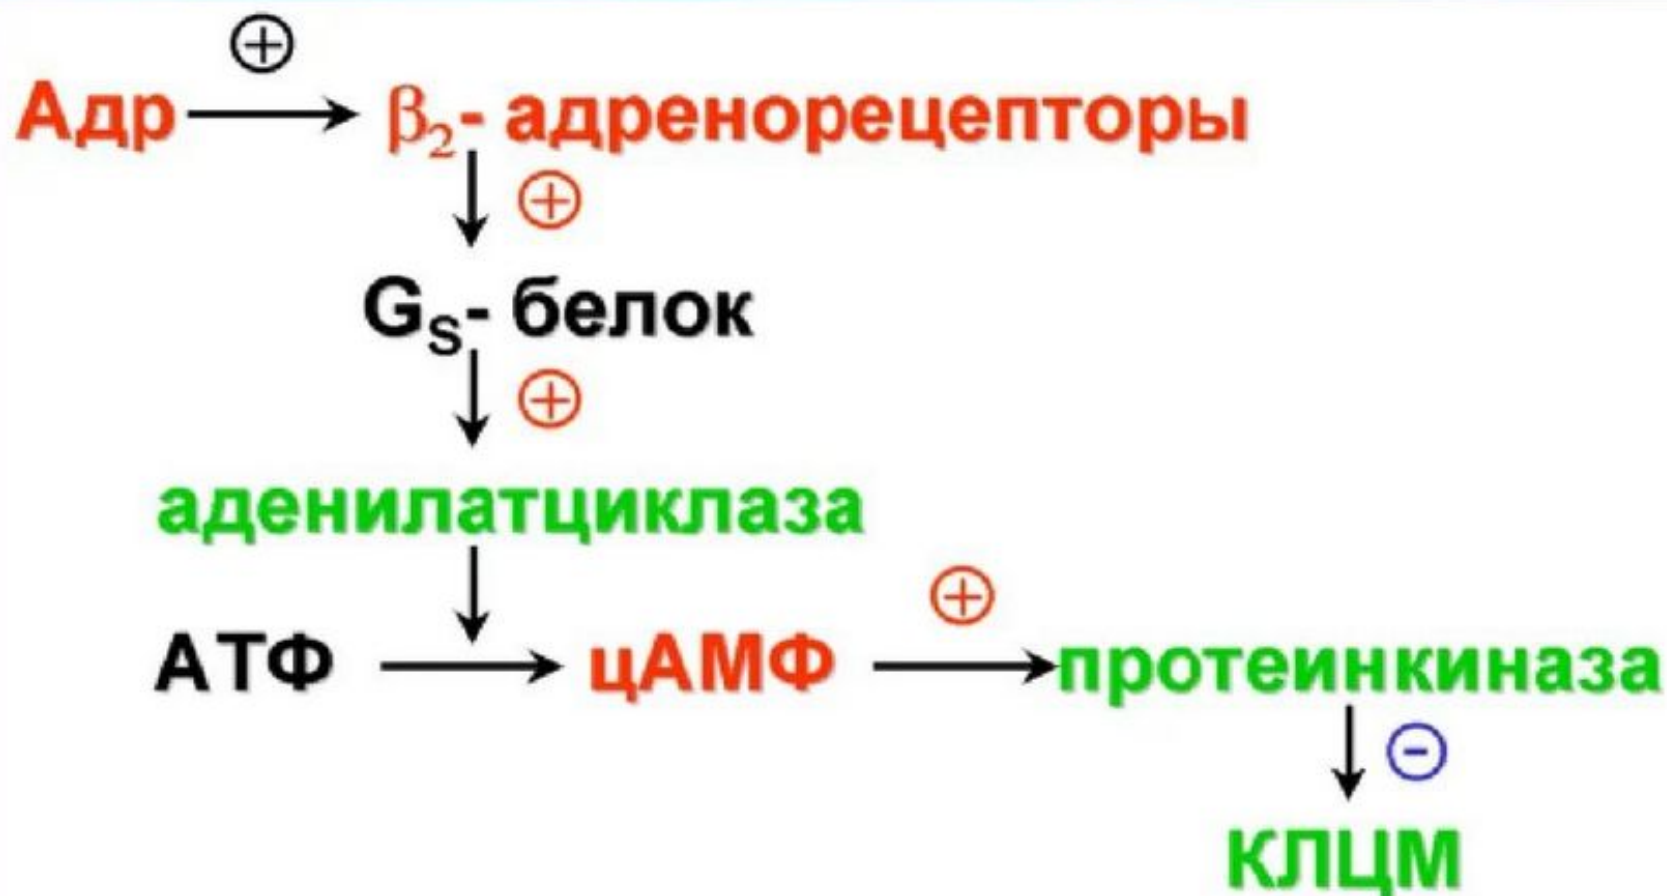 ⊕
Адр → β₂- адренорецепторы
⊕
Gs- белок
⊕
аденилатциклаза
⊕
АТФ → цАМФ → протеинкиназа
⊖
КЛЦМ